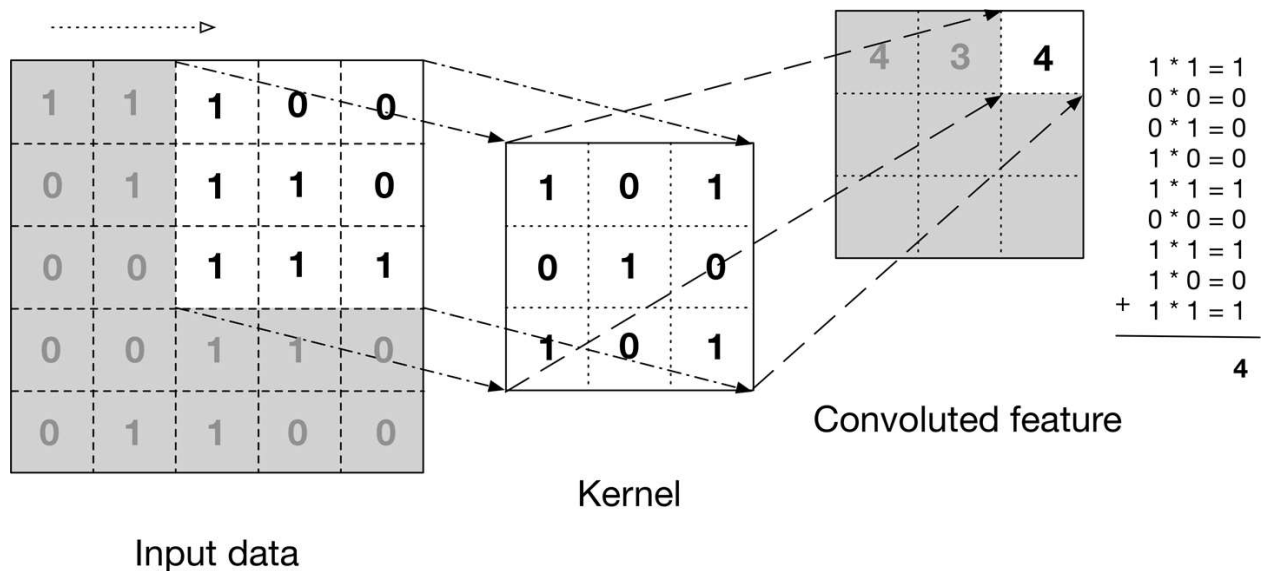 1 1 1 0 0
0 1 1 1 0
0 0 1 1 1
0 0 1 1 0
0 1 1 0 0
Input data
1 0 1
0 1 0
1 0 1
Kernel
4 3 4
Convoluted feature
1 * 1 = 1
0 * 0 = 0
0 * 1 = 0
1 * 0 = 0
1 * 1 = 1
0 * 0 = 0
1 * 1 = 1
1 * 0 = 0
+ 1 * 1 = 1
4